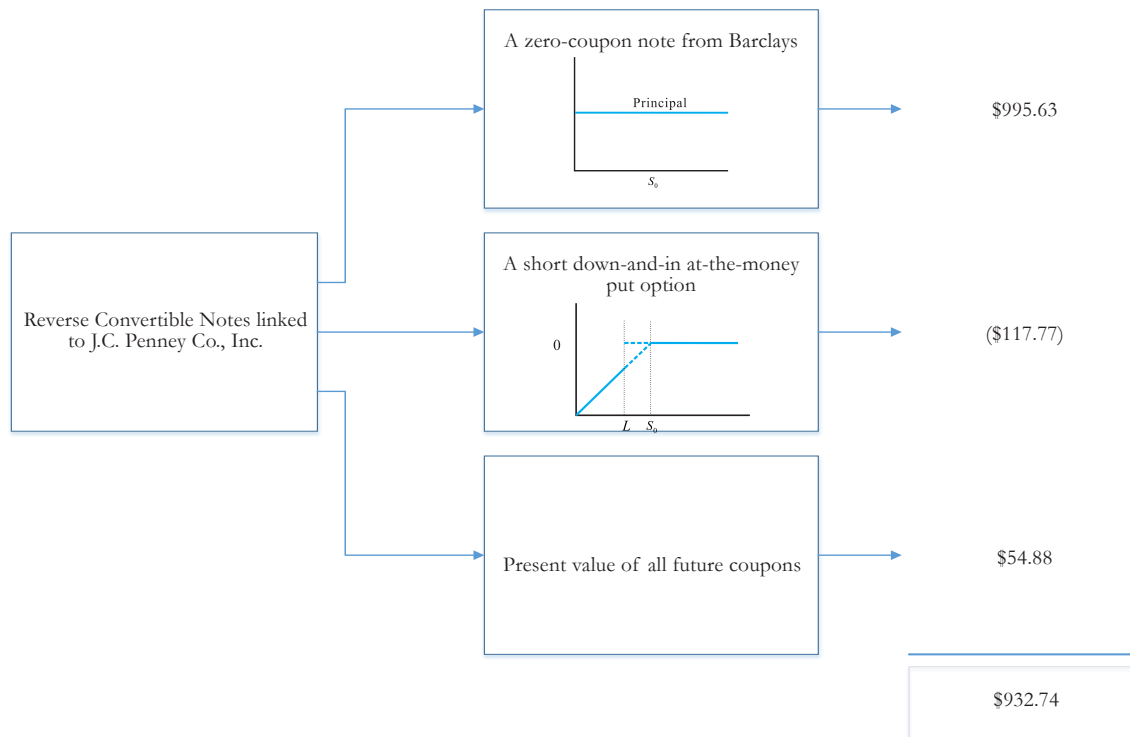 A zero-coupon note from Barclays
Principal
S₀
$995.63
Reverse Convertible Notes linked
to J.C. Penney Co., Inc.
A short down-and-in at-the-money
put option
0
L S₀
($117.77)
Present value of all future coupons
$54.88
$932.74